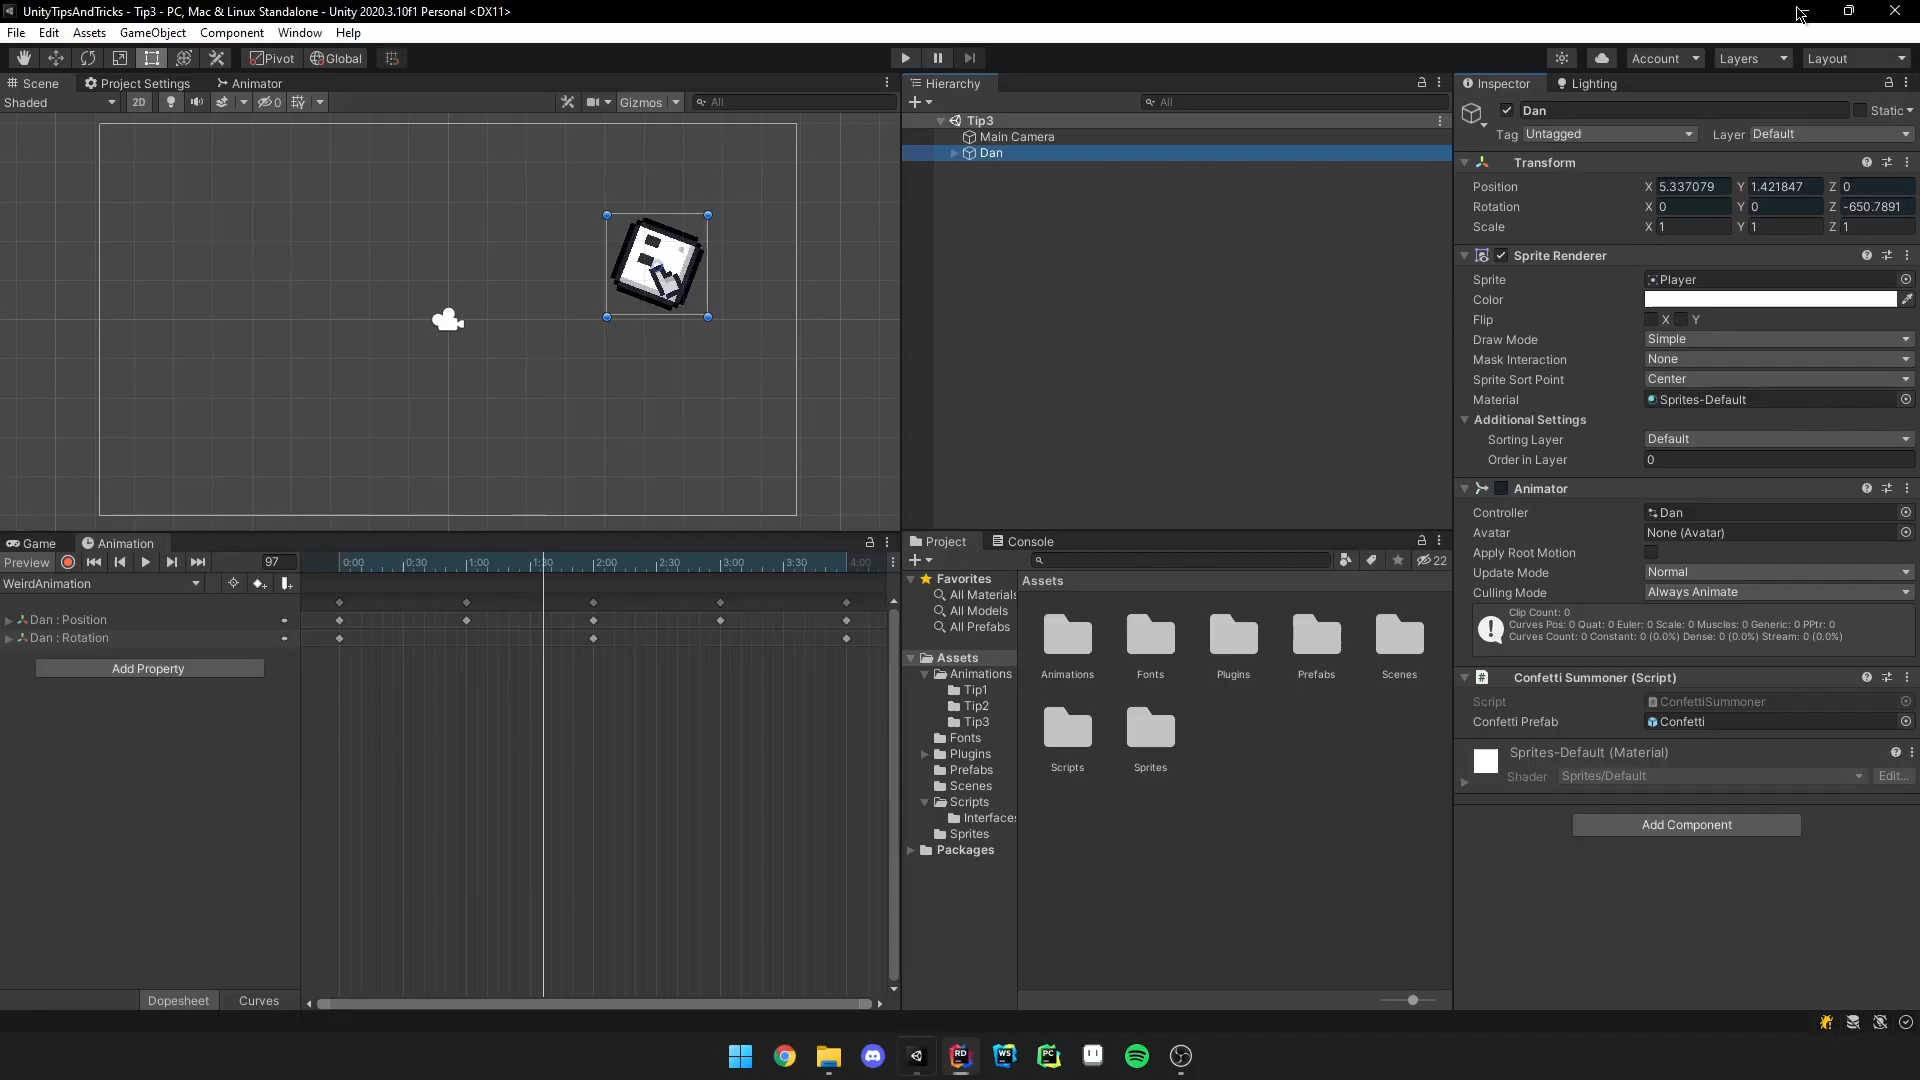 UnityTipsAndTricks - Tip3 - PC, Mac & Linux Standalone - Unity 2020.3.10f1 Personal <DX11>
File Edit Assets GameObject Component Window Help
Pivot Global Account Layers Layout
Scene Project Settings Animator
Shaded 2D 0 Gizmos All
Hierarchy
All
Tip3
Main Camera
Dan
Inspector Lighting
Dan Static
Tag Untagged Layer Default
Transform
Position X 5.337079 Y 1.421847 Z 0
Rotation X 0 Y 0 Z -650.7891
Scale X 1 Y 1 Z 1
Sprite Renderer
Sprite Player
Color
Flip X Y
Draw Mode Simple
Mask Interaction None
Sprite Sort Point Center
Material Sprites-Default
Additional Settings
Sorting Layer Default
Order in Layer 0
Animator
Controller Dan
Avatar None (Avatar)
Apply Root Motion
Update Mode Normal
Culling Mode Always Animate
Clip Count: 0
Curves Pos: 0 Quat: 0 Euler: 0 Scale: 0 Muscles: 0 Generic: 0 PPtr: 0
Curves Count: 0 Constant: 0 (0.0%) Dense: 0 (0.0%) Stream: 0 (0.0%)
Confetti Summoner (Script)
Script ConfettiSummoner
Confetti Prefab Confetti
Sprites-Default (Material)
Shader Sprites/Default Edit...
Add Component
Game Animation
Preview 97 0:00 0:30 1:00 1:30 2:00 2:30 3:00 3:30 4:00
WeirdAnimation
Dan : Position
Dan : Rotation
Add Property
Dopesheet Curves
Project Console
22
Favorites
All Materials
All Models
All Prefabs
Assets
Animations
Tip1
Tip2
Tip3
Fonts
Plugins
Prefabs
Scenes
Scripts
Interfaces
Sprites
Packages
Assets
Animations Fonts Plugins Prefabs Scenes
Scripts Sprites
RD WS PC